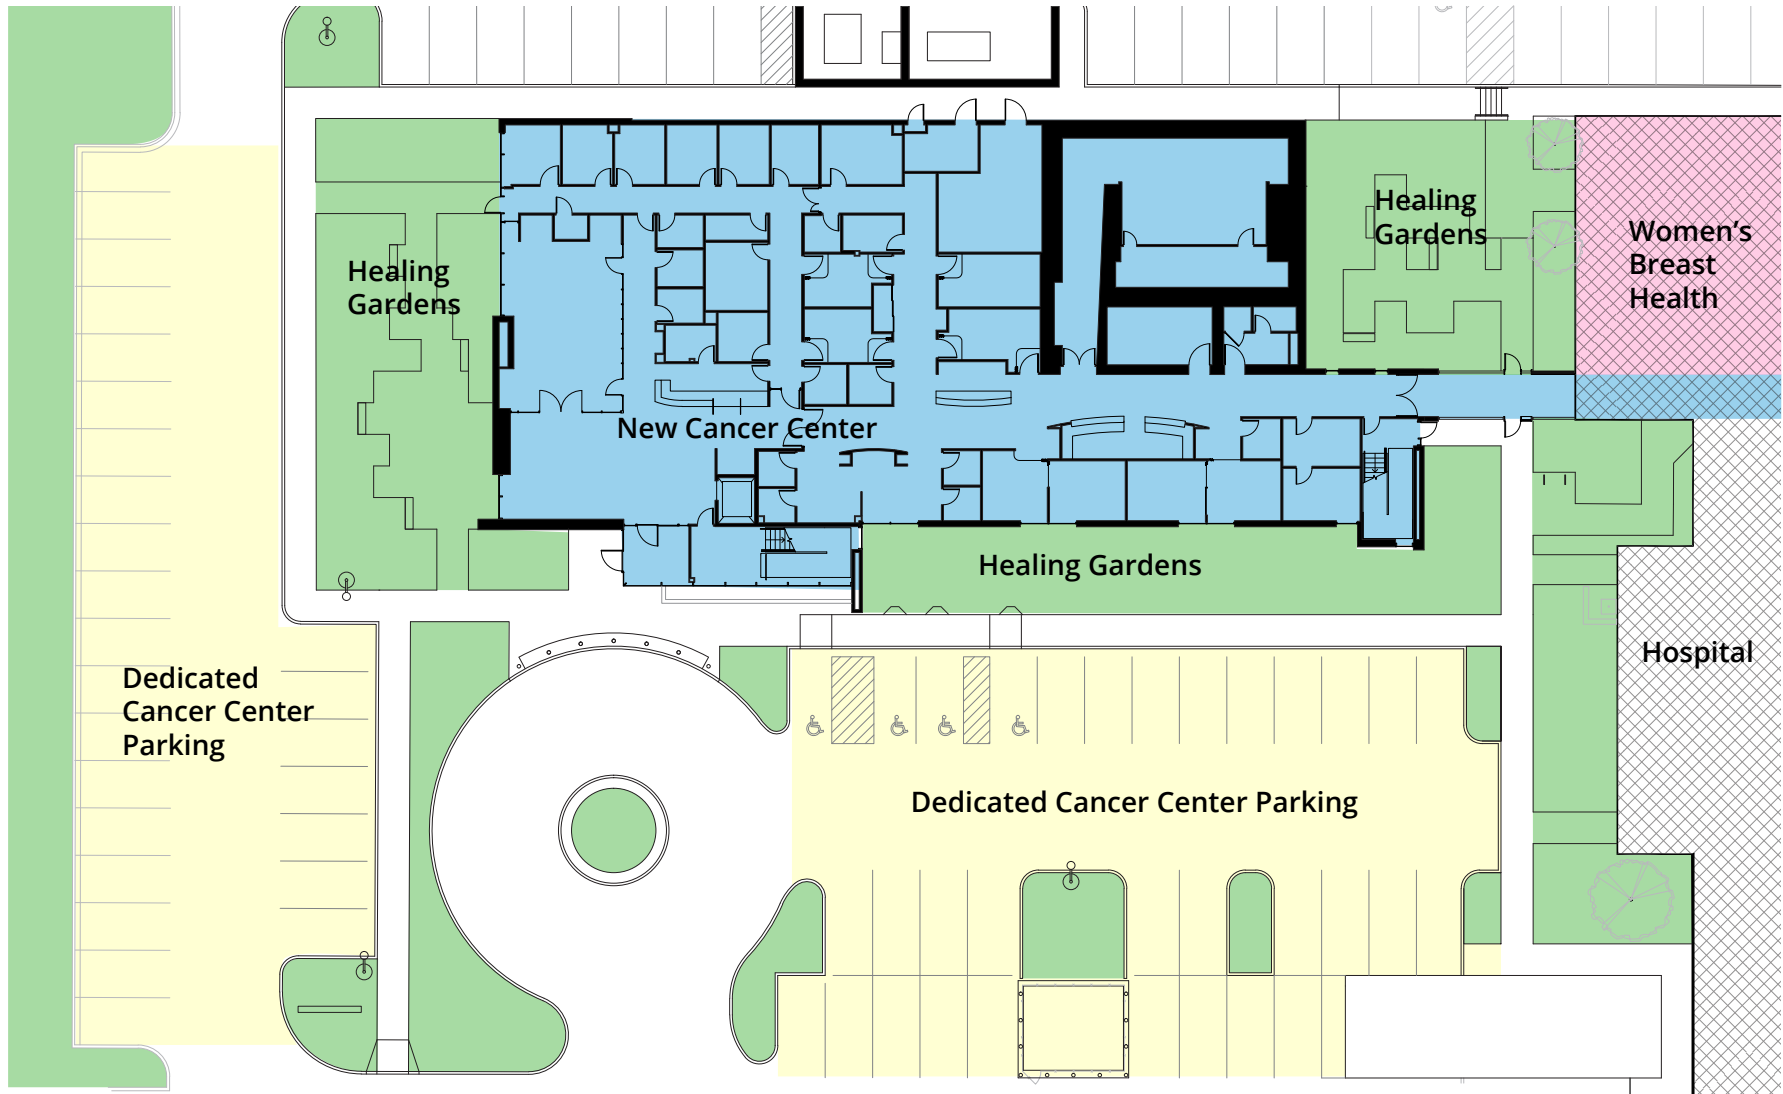 Healing
Gardens
Women's
Breast
Health
Healing
Gardens
New Cancer Center
Healing Gardens
Hospital
Dedicated
Cancer Center
Parking
Dedicated Cancer Center Parking